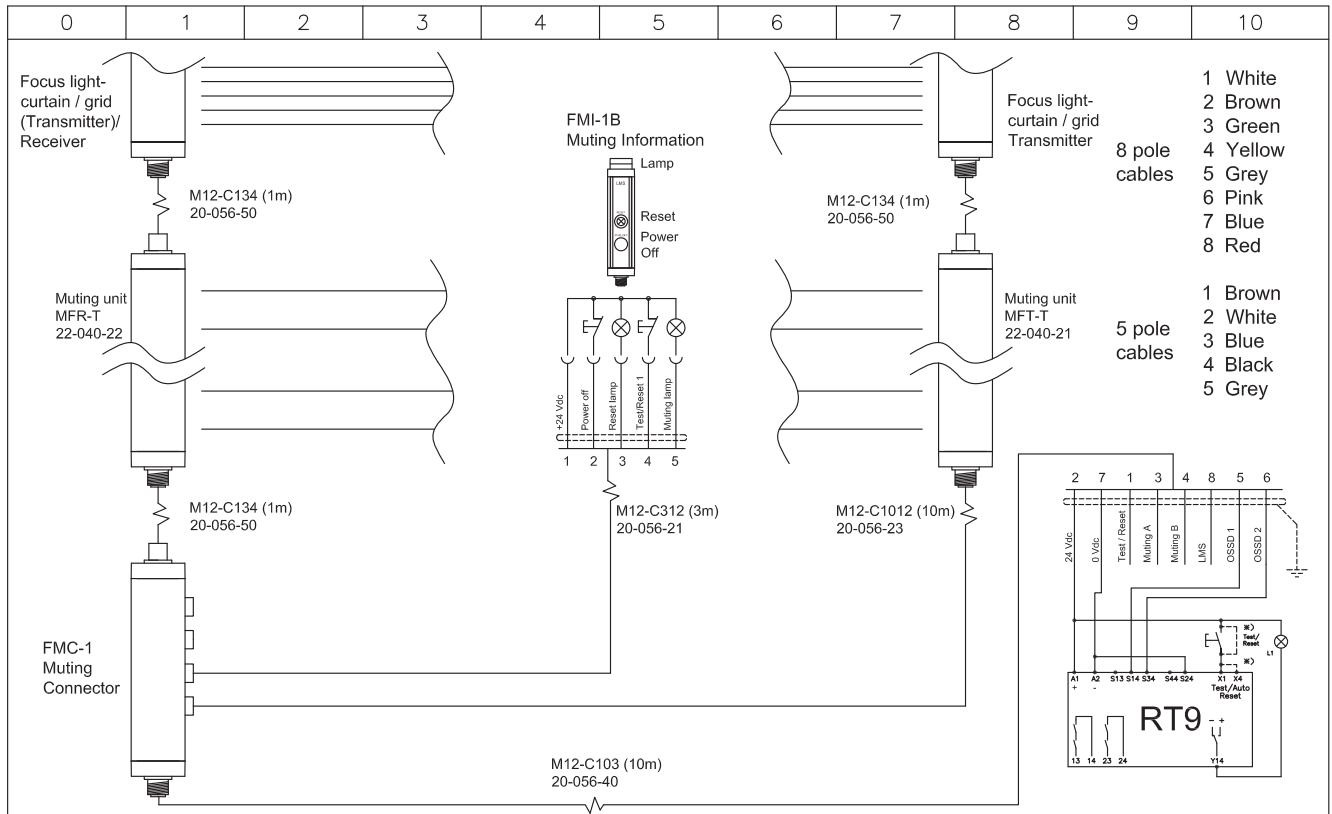 0 1 2 3 4 5 6 7 8 9 10
Focus light-
curtain / grid
(Transmitter)/
Receiver
M12-C134 (1m)
20-056-50
FMI-1B
Muting Information
Lamp
LMS
Reset
Power
Off
M12-C134 (1m)
20-056-50
Focus light-
curtain / grid
Transmitter
8 pole
cables
1 White
2 Brown
3 Green
4 Yellow
5 Grey
6 Pink
7 Blue
8 Red
5 pole
cables
1 Brown
2 White
3 Blue
4 Black
5 Grey
Muting unit
MFR-T
22-040-22
Muting unit
MFT-T
22-040-21
+24 Vdc
Power off
Reset lamp
Test/Reset 1
Muting lamp
1 2 3 4 5
M12-C134 (1m)
20-056-50
M12-C312 (3m)
20-056-21
M12-C1012 (10m)
20-056-23
2 7 1 3 4 8 5 6
24 Vdc
0 Vdc
Test / Reset
Muting A
Muting B
LMS
OSSD 1
OSSD 2
FMC-1
Muting
Connector
※)
Test/
Reset
L1
※)
A1 A2 S13 S14 S34 S44 S24 X1 X4
+ -
Test/Auto
Reset
RT9
- +
13 14 23 24 Y14
M12-C103 (10m)
20-056-40